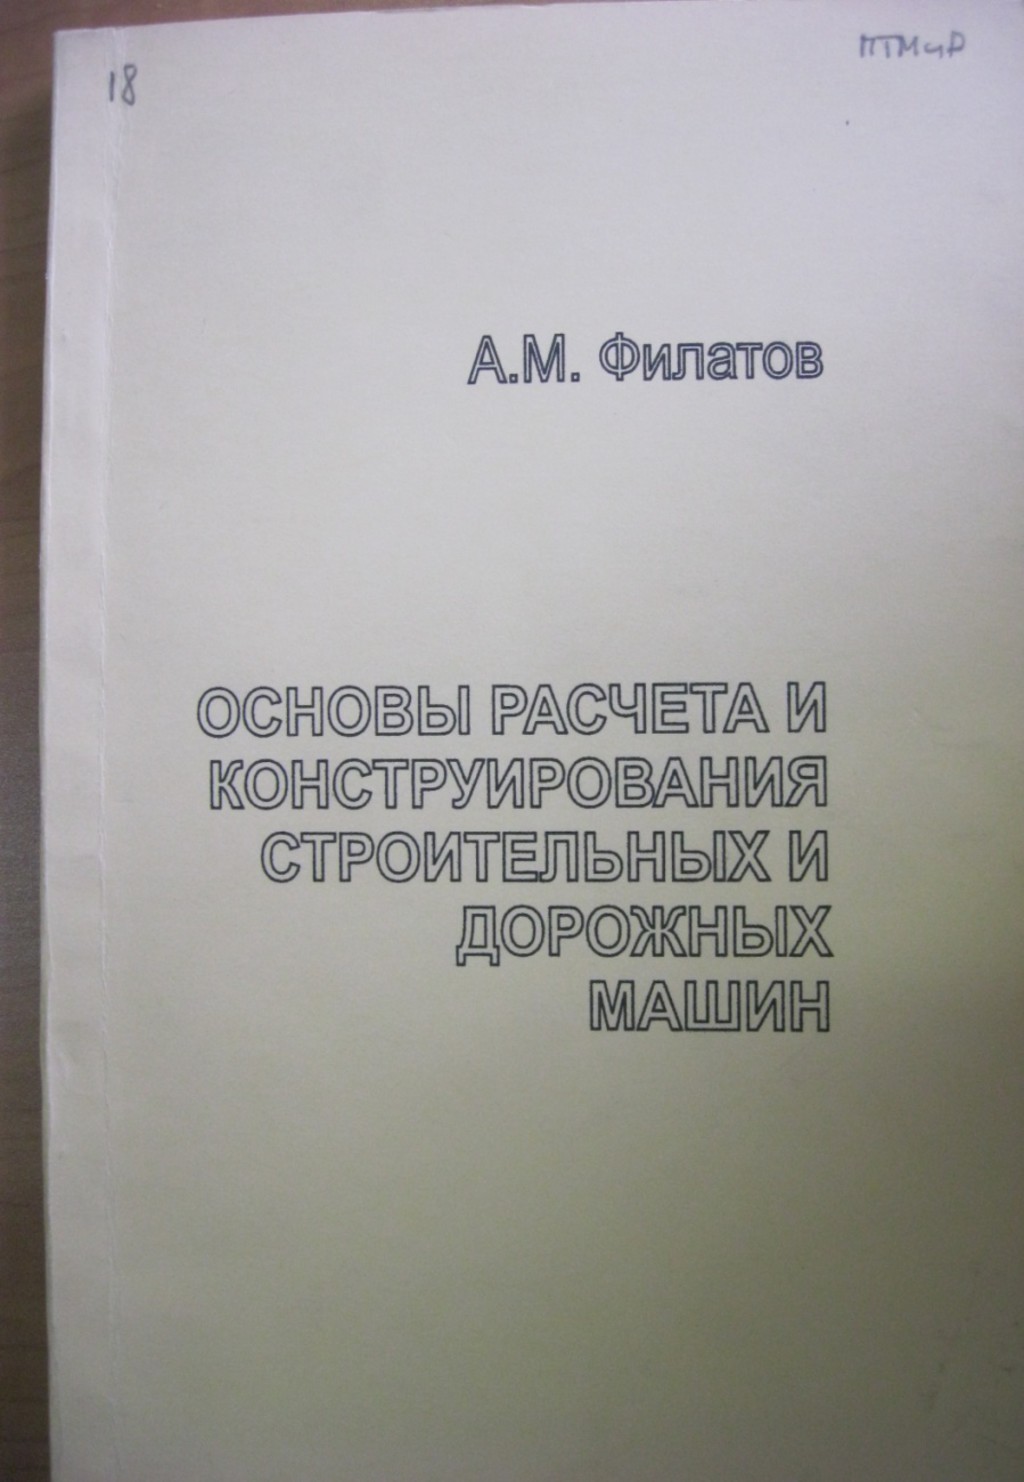 18
ПТМиР
А.М. Филатов
ОСНОВЫ РАСЧЕТА И
КОНСТРУИРОВАНИЯ
СТРОИТЕЛЬНЫХ И
ДОРОЖНЫХ
МАШИН